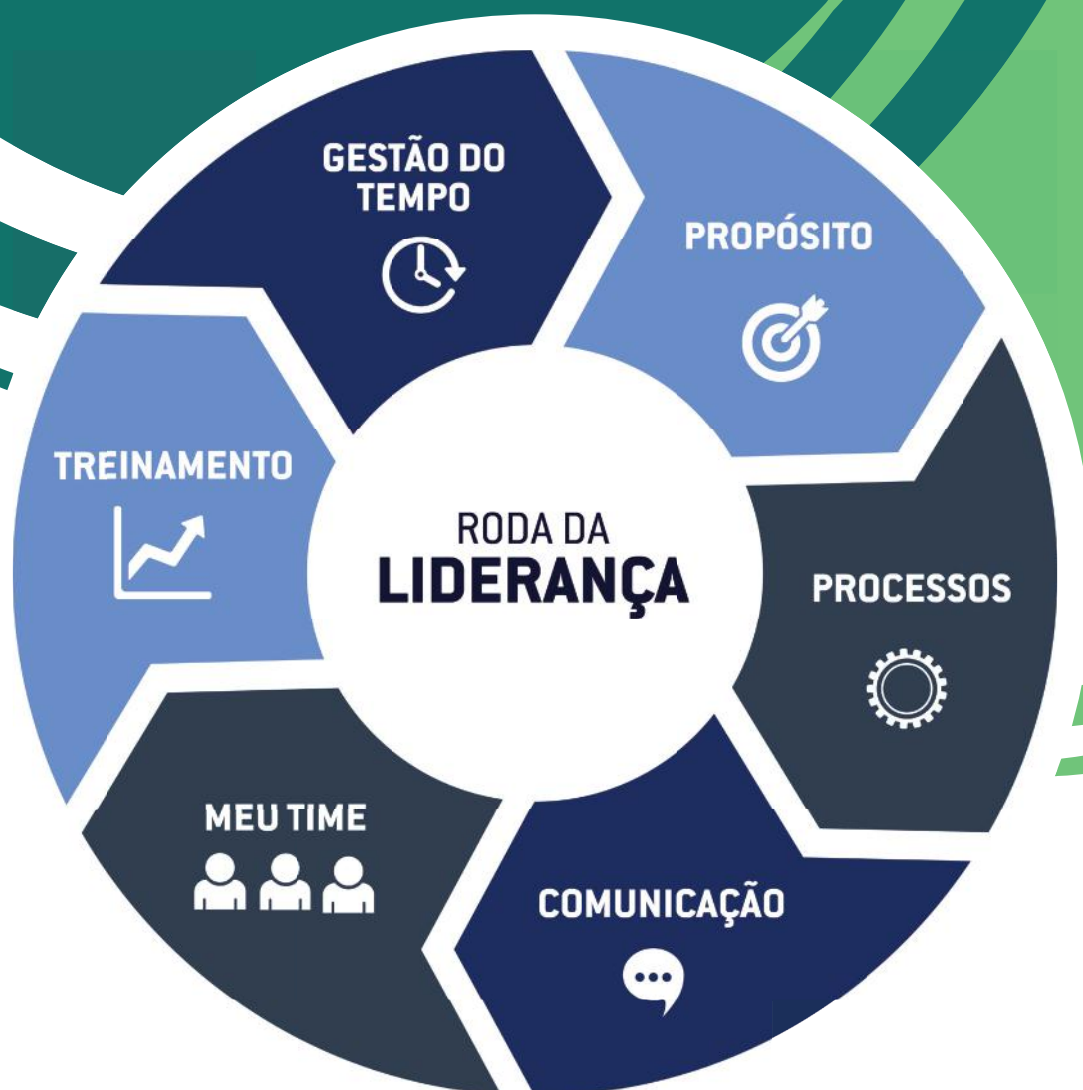 GESTÃO DO
TEMPO
PROPÓSITO
TREINAMENTO
RODA DA
LIDERANÇA
PROCESSOS
MEU TIME
COMUNICAÇÃO